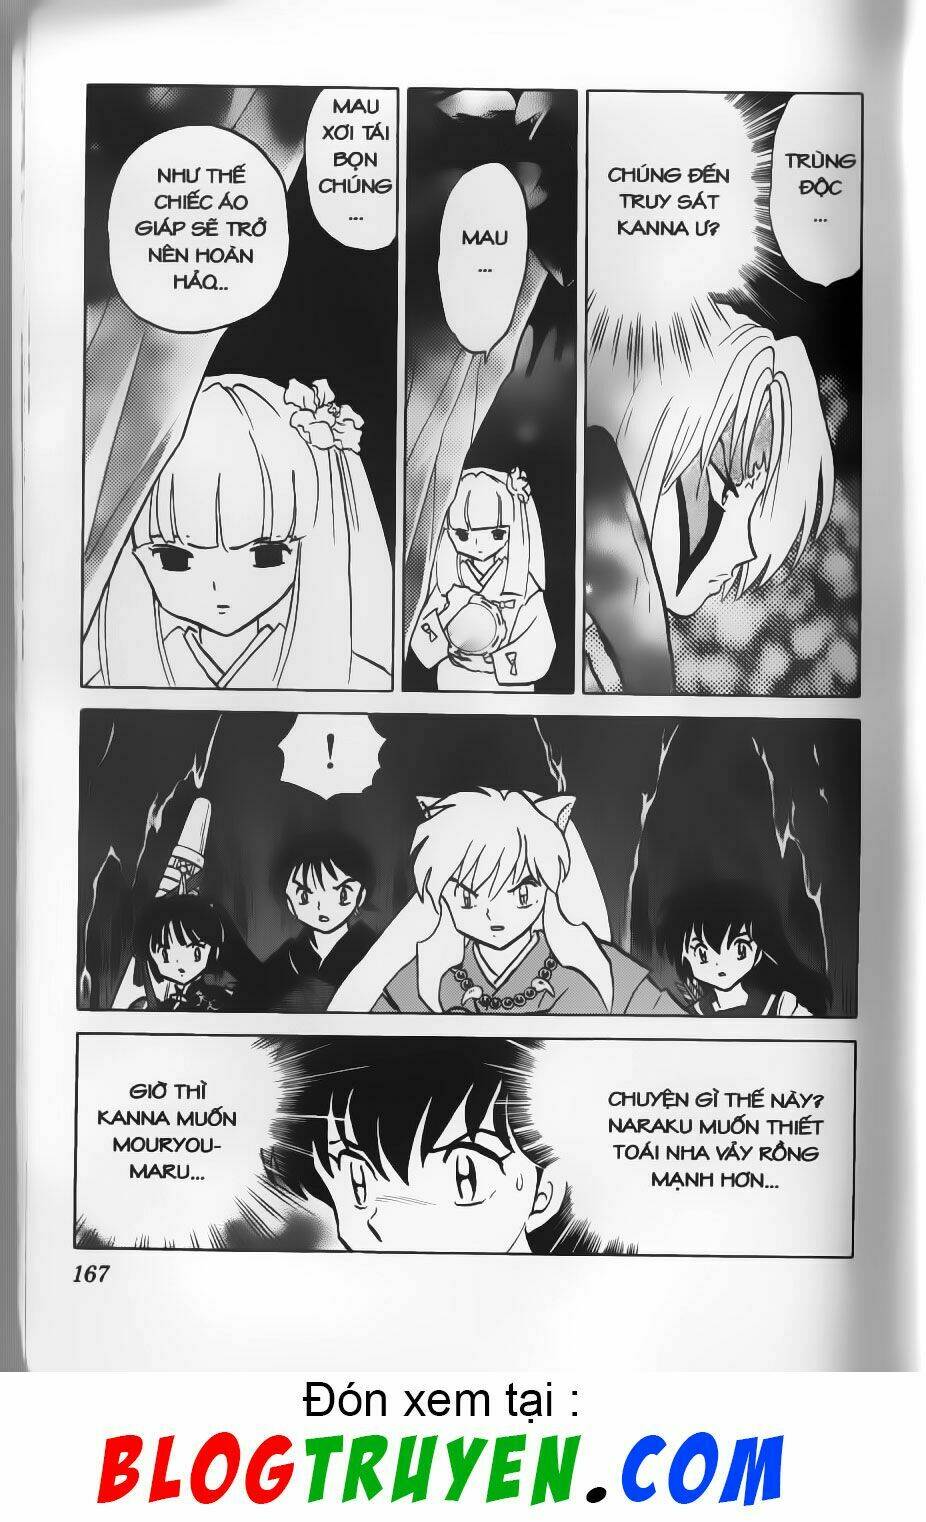 TRÙNG
ĐỘC
...
CHÚNG ĐẾN
TRUY SÁT
KANNA Ư?
MAU
...
MAU
XƠI TÁI
BỌN
CHÚNG
...
NHƯ THẾ
CHIẾC ÁO
GIÁP SẼ TRỞ
NÊN HOÀN
HẢO...
!
CHUYỆN GÌ THẾ NÀY?
NARAKU MUỐN THIẾT
TOÁI NHA VẢY RỒNG
MẠNH HƠN...
GIỜ THÌ
KANNA MUỐN
MOURYOU-
MARU...
167
Đón xem tại :
BLOGTRUYEN.COM